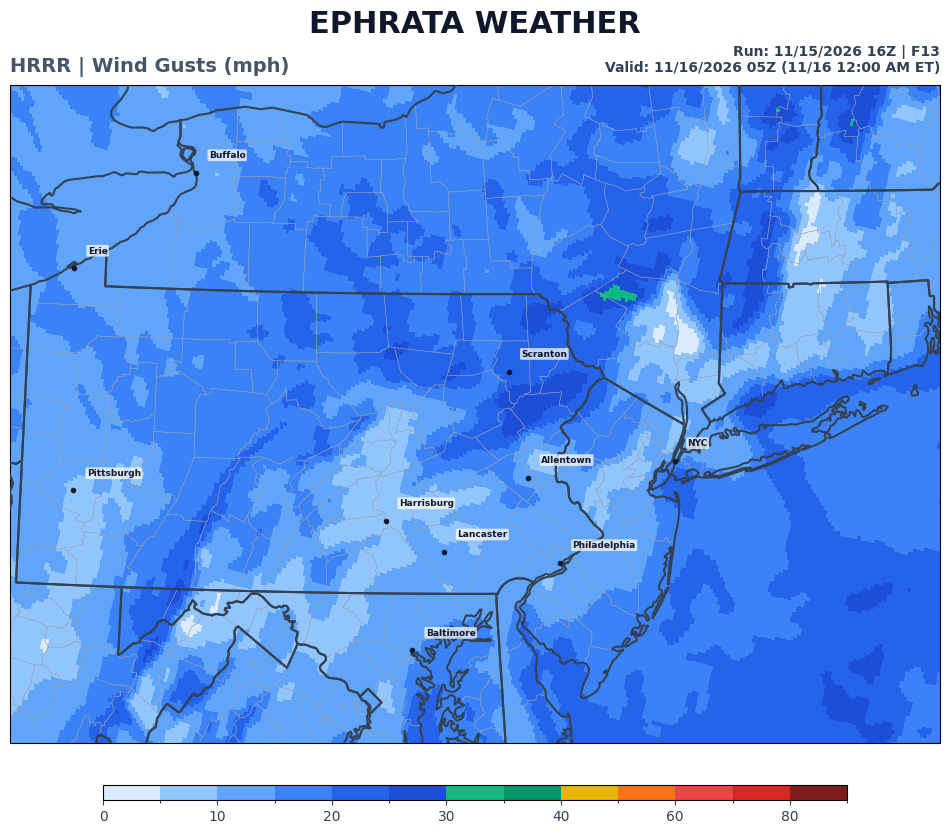 EPHRATA WEATHER
HRRR | Wind Gusts (mph)
Run: 11/15/2026 16Z | F13
Valid: 11/16/2026 05Z (11/16 12:00 AM ET)
Buffalo
Erie
Scranton
NYC
Allentown
Pittsburgh
Harrisburg
Lancaster
Philadelphia
Baltimore
0 10 20 30 40 60 80